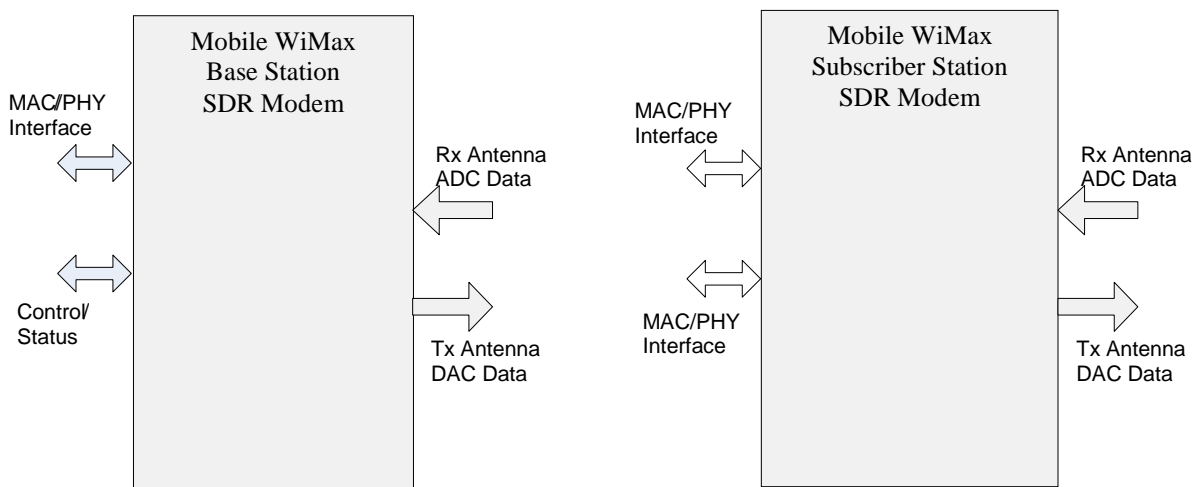 Mobile WiMax
Base Station
SDR Modem
MAC/PHY
Interface
Rx Antenna
ADC Data
Control/
Status
Tx Antenna
DAC Data
Mobile WiMax
Subscriber Station
SDR Modem
MAC/PHY
Interface
Rx Antenna
ADC Data
MAC/PHY
Interface
Tx Antenna
DAC Data